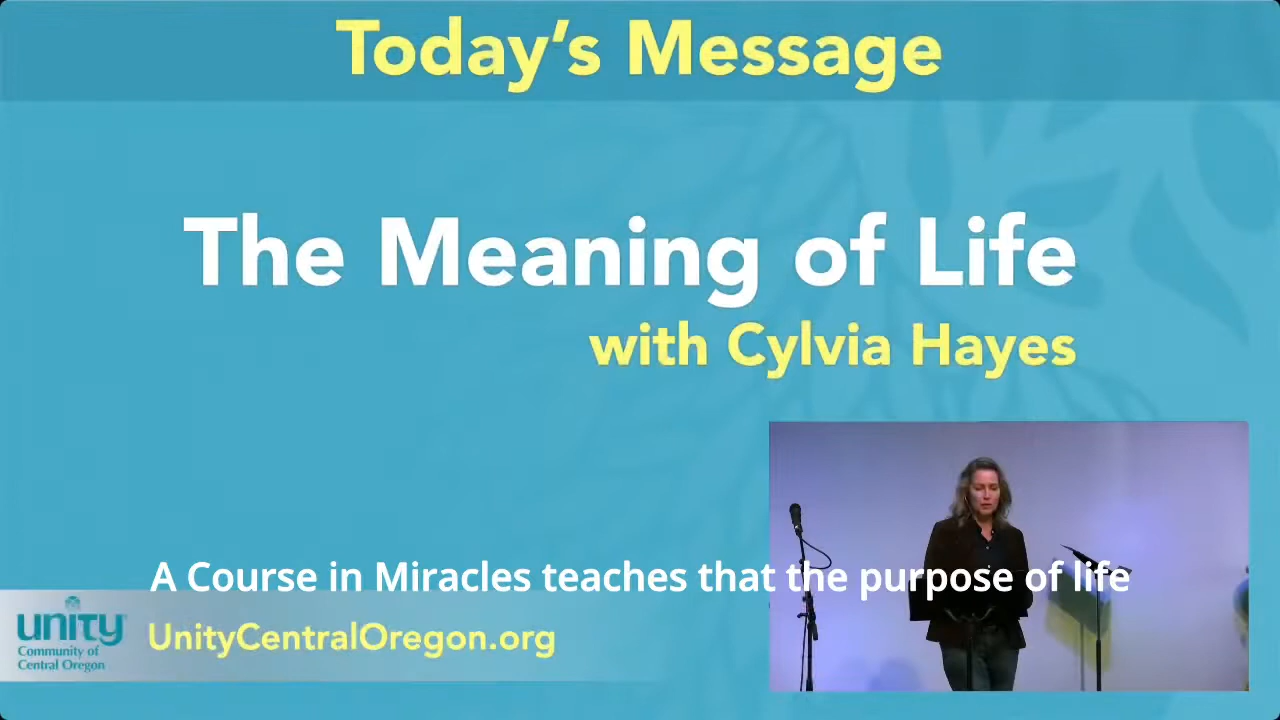 Today's Message
The Meaning of Life
with Cylvia Hayes
A Course in Miracles teaches that the purpose of life
unity
Community of
Central Oregon
UnityCentralOregon.org